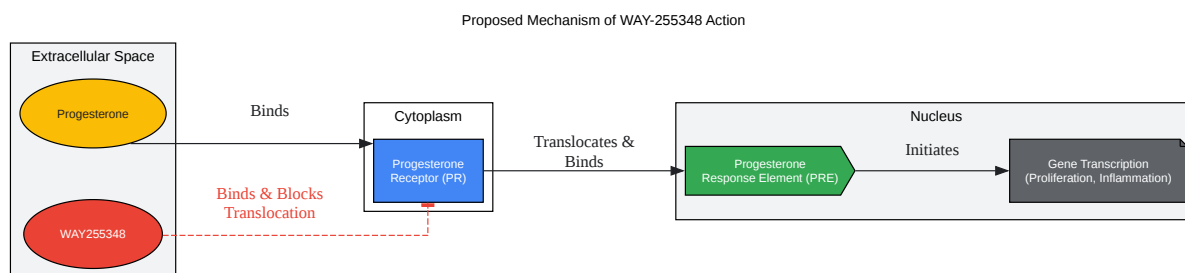 Proposed Mechanism of WAY-255348 Action
Extracellular Space
Progesterone
Binds
Cytoplasm
Progesterone
Receptor (PR)
Translocates &
Binds
Nucleus
Progesterone
Response Element (PRE)
Initiates
Gene Transcription
(Proliferation, Inflammation)
Binds & Blocks
Translocation
WAY255348